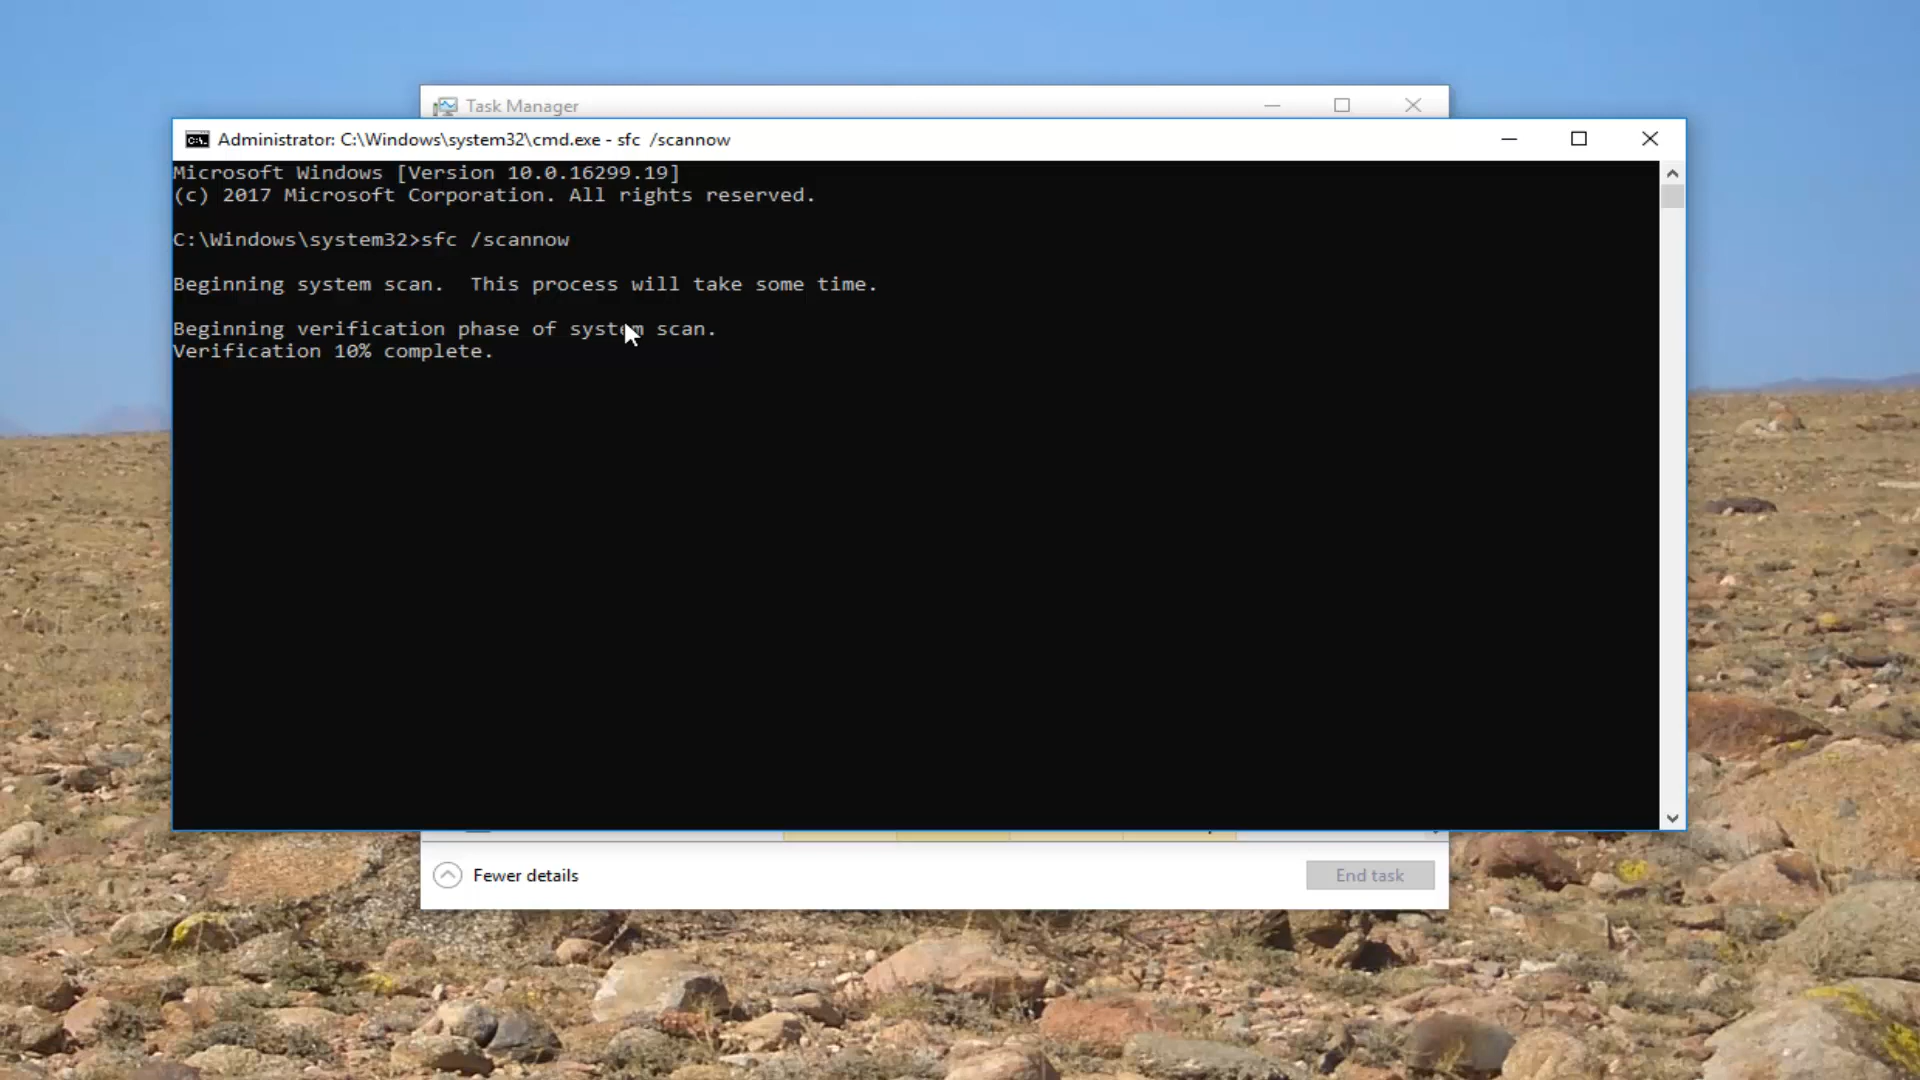 Task Manager
Administrator: C:\Windows\system32\cmd.exe - sfc  /scannow
Microsoft Windows [Version 10.0.16299.19]
(c) 2017 Microsoft Corporation. All rights reserved.
C:\Windows\system32>sfc /scannow
Beginning system scan.  This process will take some time.
Beginning verification phase of system scan.
Verification 10% complete.
Fewer details
End task